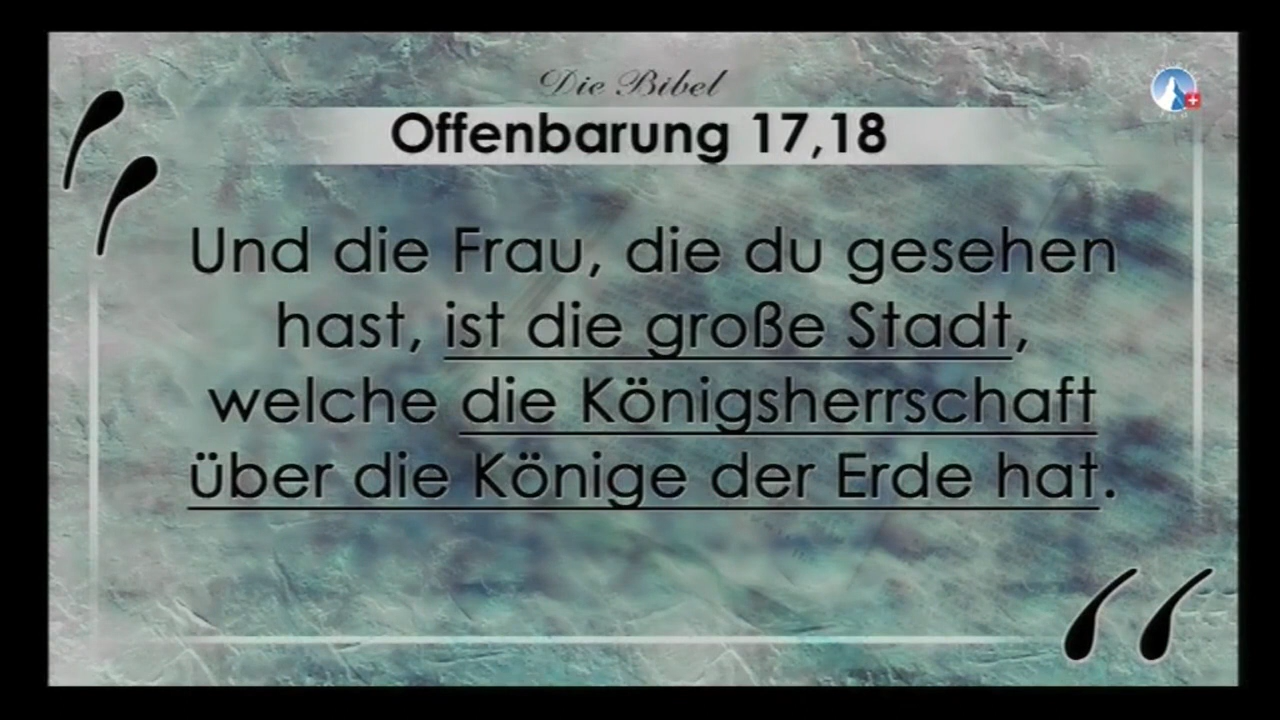 Die Bibel
Offenbarung 17,18
Und die Frau, die du gesehen
hast, ist die große Stadt,
welche die Königsherrschaft
über die Könige der Erde hat.